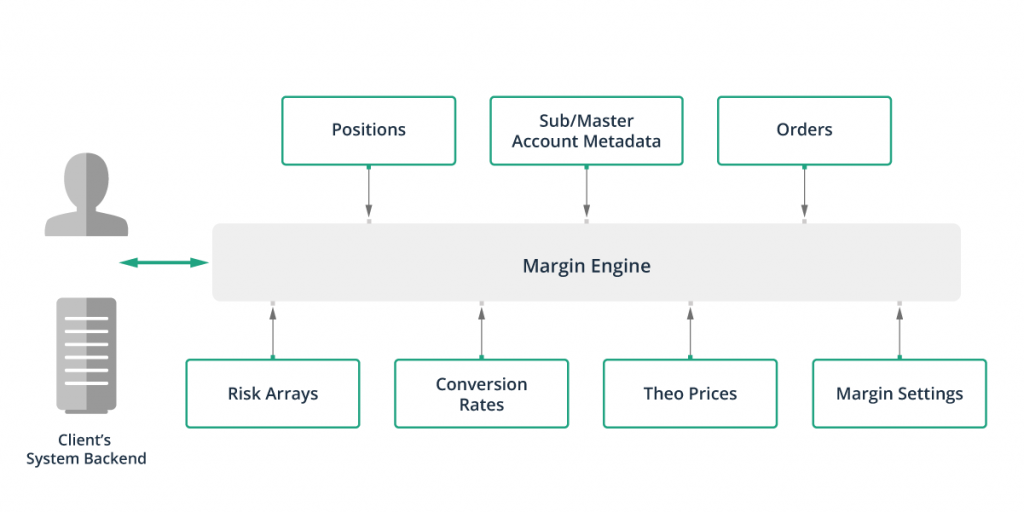 Positions
Sub/Master
Account Metadata
Orders
Margin Engine
Risk Arrays
Conversion
Rates
Theo Prices
Margin Settings
Client’s
System Backend